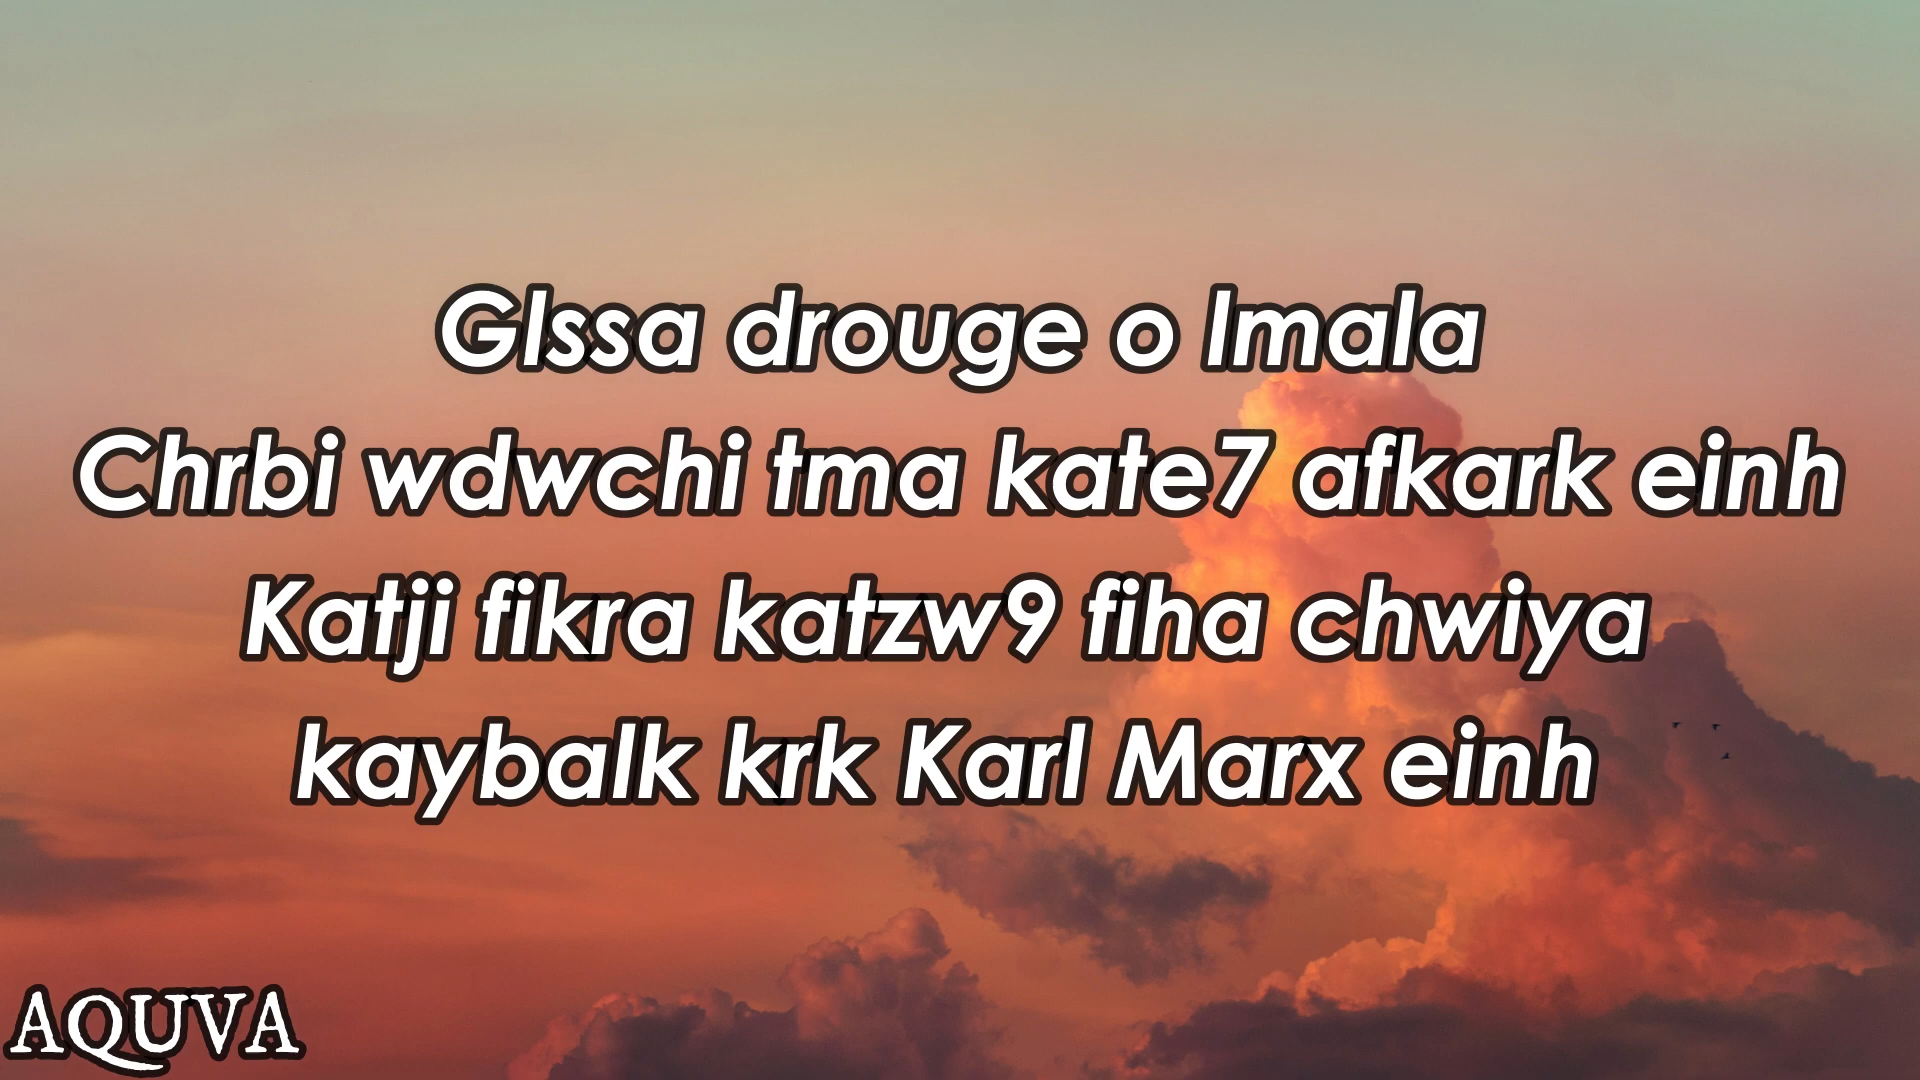 Glssa drouge o lmala
Chrbi wdwchi tma kate7 afkark einh
Katji fikra katzw9 fiha chwiya
kaybalk krk Karl Marx einh
AQUVA